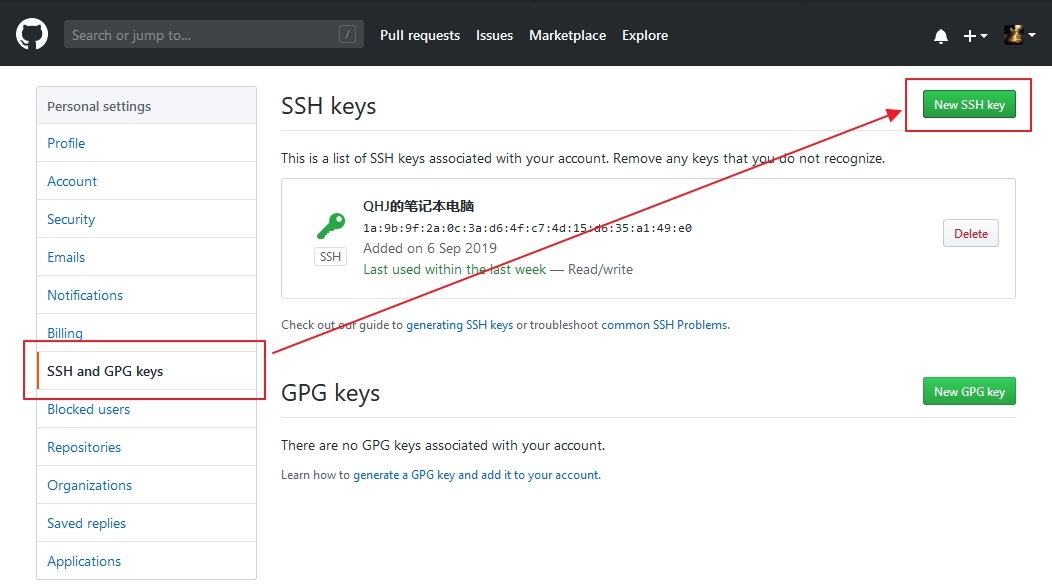 Search or jump to...
/
Pull requests
Issues
Marketplace
Explore
Personal settings
Profile
Account
Security
Emails
Notifications
Billing
SSH and GPG keys
Blocked users
Repositories
Organizations
Saved replies
Applications
SSH keys
New SSH key
This is a list of SSH keys associated with your account. Remove any keys that you do not recognize.
QHJ的笔记本电脑
1a:9b:9f:2a:0c:3a:d6:4f:c7:4d:15:d6:35:a1:49:e0
SSH
Added on 6 Sep 2019
Last used within the last week — Read/write
Delete
Check out our guide to generating SSH keys or troubleshoot common SSH Problems.
GPG keys
New GPG key
There are no GPG keys associated with your account.
Learn how to generate a GPG key and add it to your account.